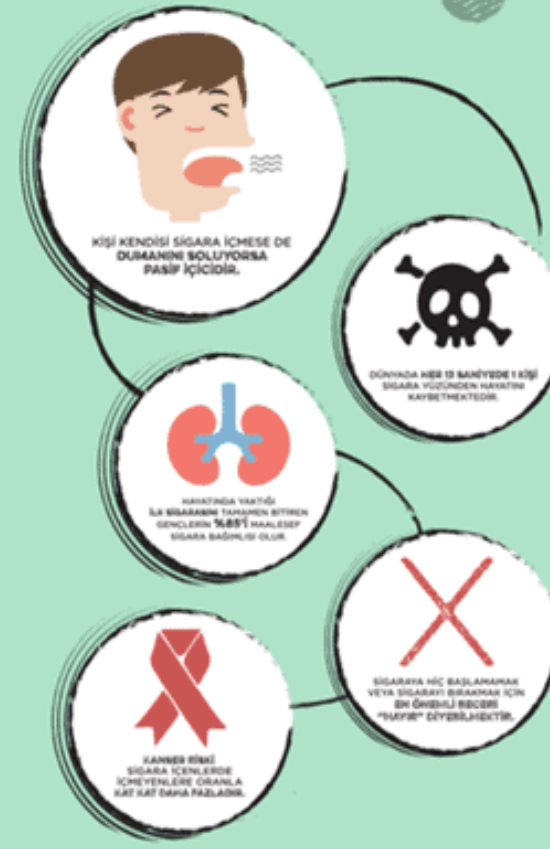 KİŞİ KENDİSİ SİGARA İÇMESE DE
DUMANINI SOLUYORSA
PASİF İÇİCİDİR.
DÜNYADA HER 13 SANİYEDE 1 KİŞİ
SİGARA YÜZÜNDEN HAYATINI
KAYBETMEKTEDİR.
HAYATINDA YAKTIĞI
İLK SİGARASINI TAMAMEN BİTİREN
GENÇLERİN %85'İ MAALESEF
SİGARA BAĞIMLISI OLUR.
SİGARAYA HİÇ BAŞLAMAMAK
VEYA SİGARAYI BIRAKMAK İÇİN
EN ÖNEMLİ BECERİ
"HAYIR" DİYEBİLMEKTİR.
KANSER RİSKİ
SİGARA İÇENLERDE
İÇMEYENLERE ORANLA
KAT KAT DAHA FAZLADIR.